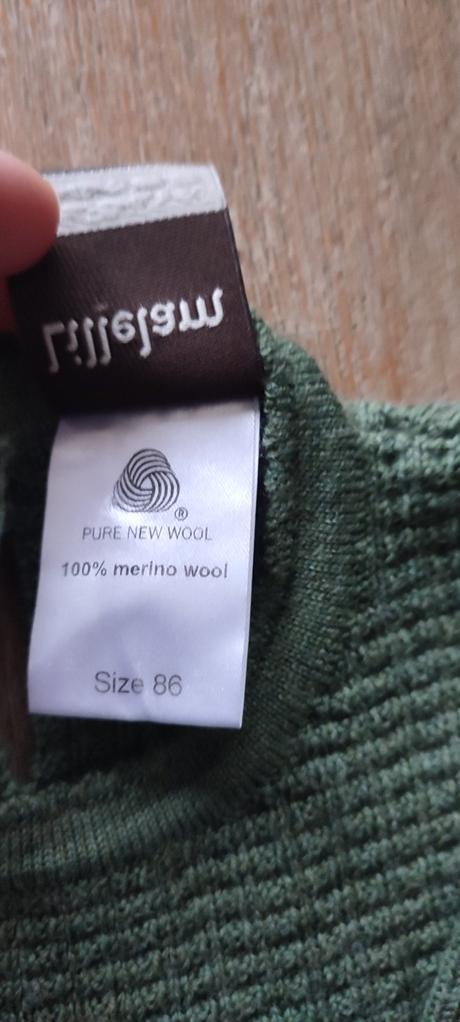 Lillelam
®
PURE NEW WOOL
100% merino wool
Size 86